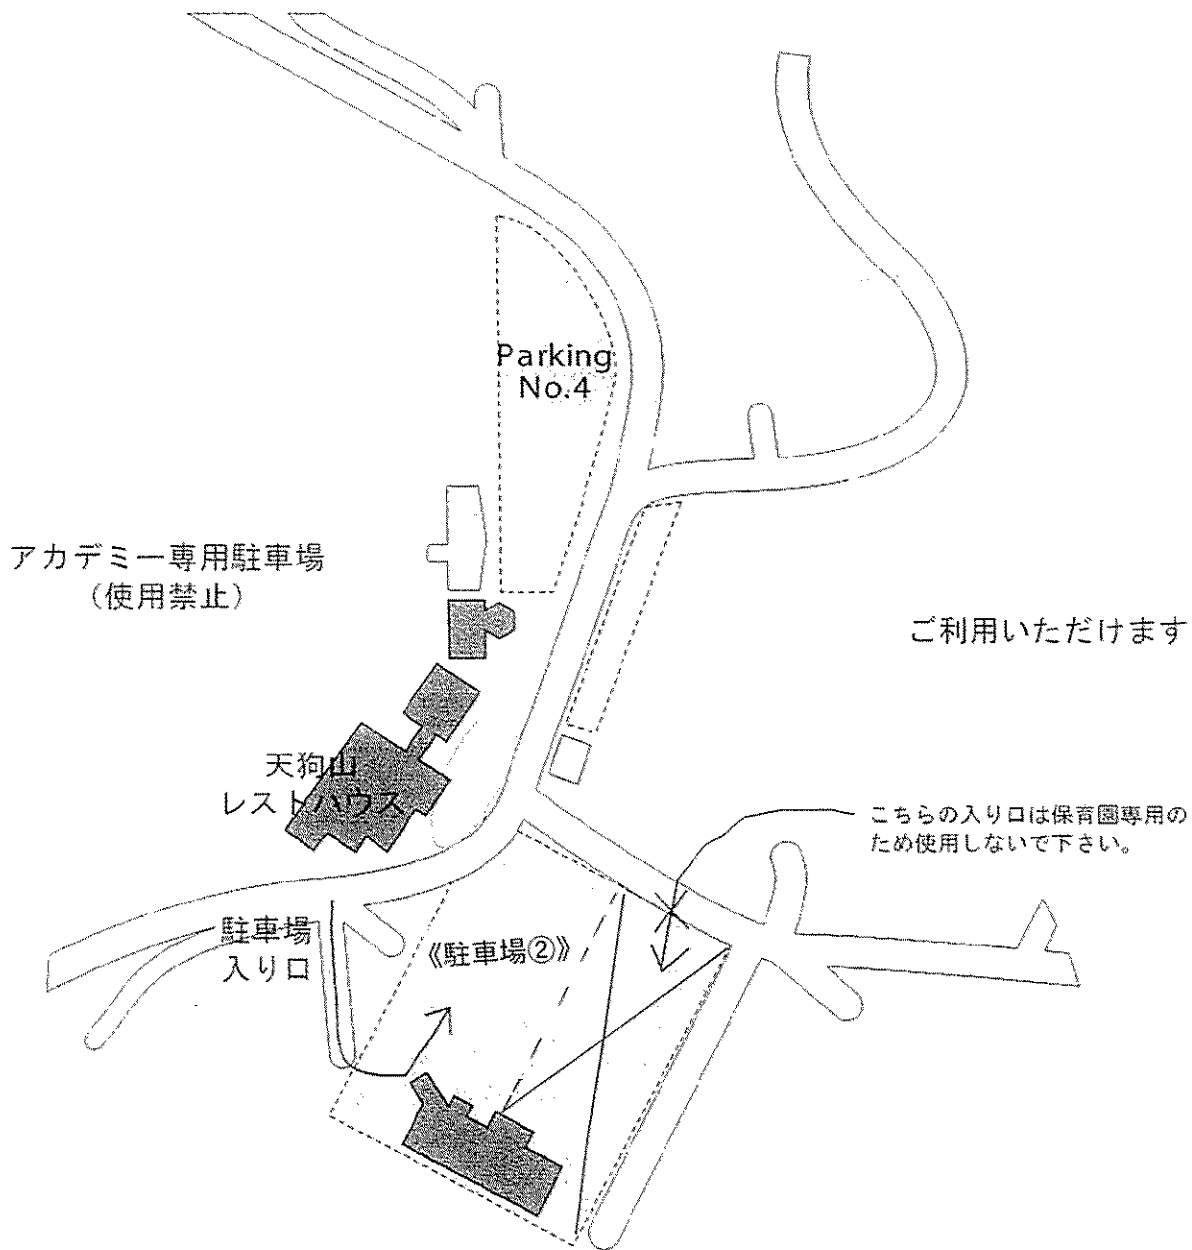 Parking
No.4
アカデミー専用駐車場
（使用禁止）
ご利用いただけます
天狗山
レストハウス
こちらの入り口は保育園専用の
ため使用しないで下さい。
駐車場
入り口
《駐車場②》